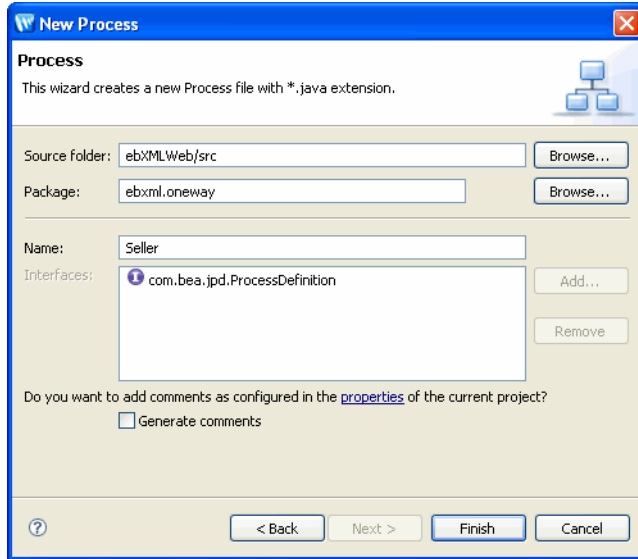 New Process
Process
This wizard creates a new Process file with *.java extension.
Source folder: ebXMLWeb/src Browse...
Package: ebxml.oneway Browse...
Name: Seller
Interfaces: com.bea.jpd.ProcessDefinition Add...
Remove
Do you want to add comments as configured in the properties of the current project?
Generate comments
< Back Next > Finish Cancel